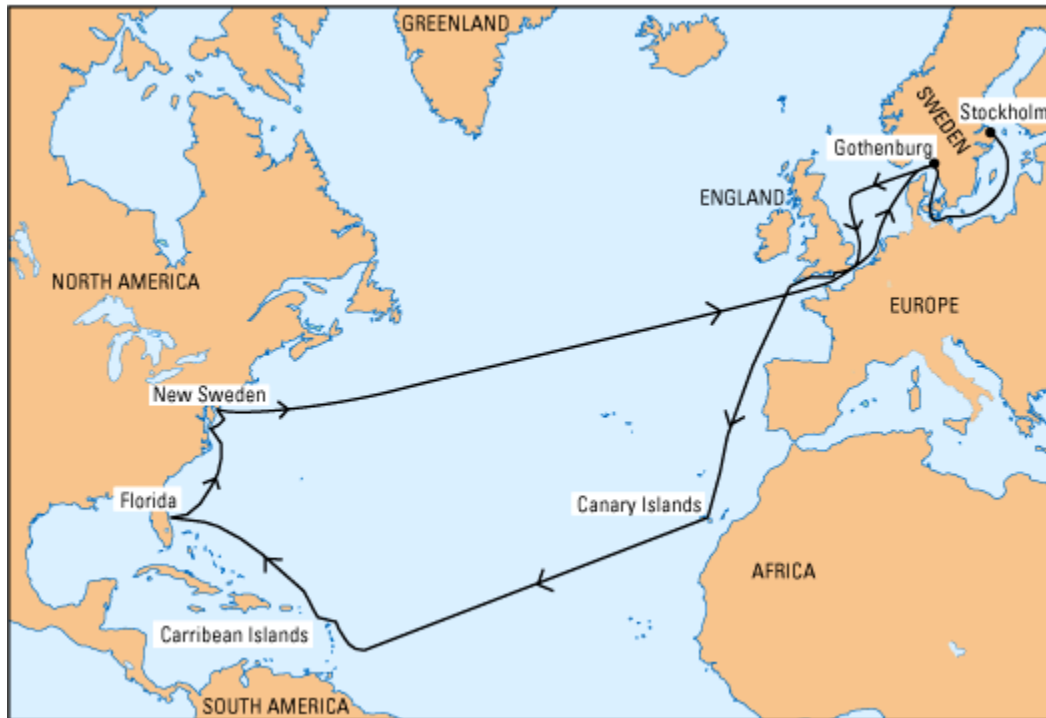 GREENLAND
SWEDEN
Stockholm
Gothenburg
ENGLAND
NORTH AMERICA
EUROPE
New Sweden
Florida
Canary Islands
AFRICA
Carribean Islands
SOUTH AMERICA